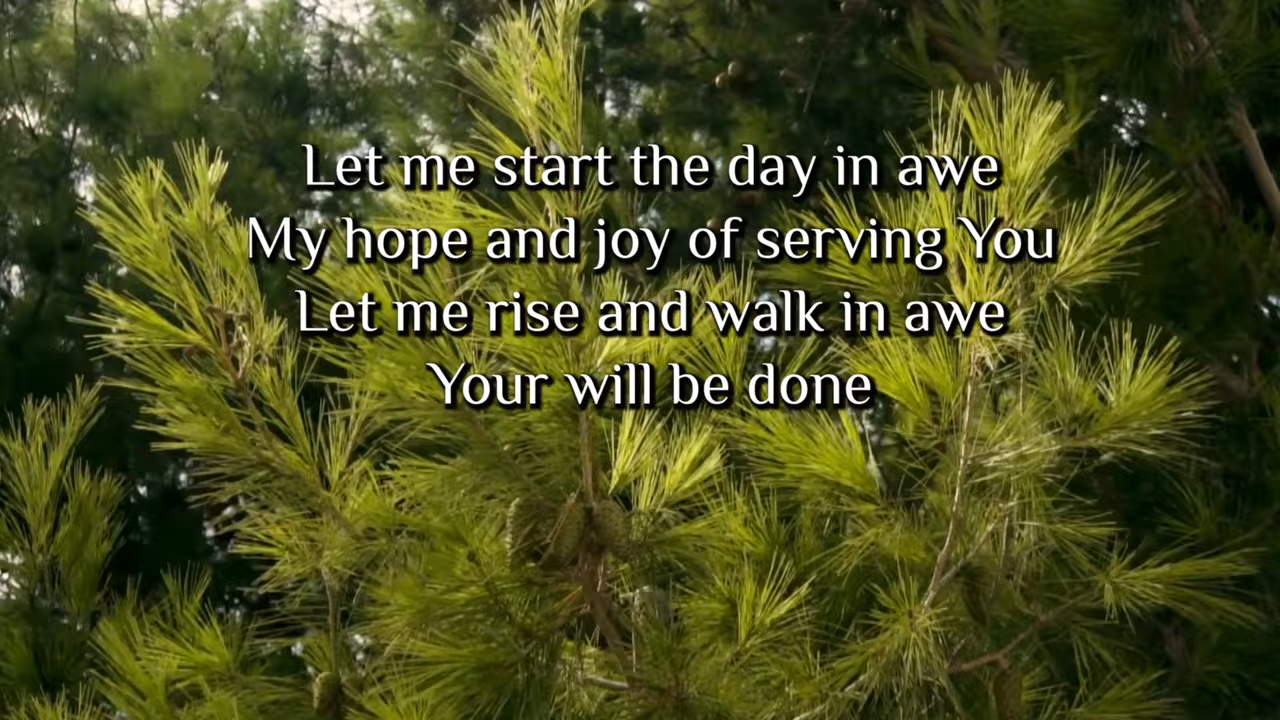 Let me start the day in awe
My hope and joy of serving You
Let me rise and walk in awe
Your will be done